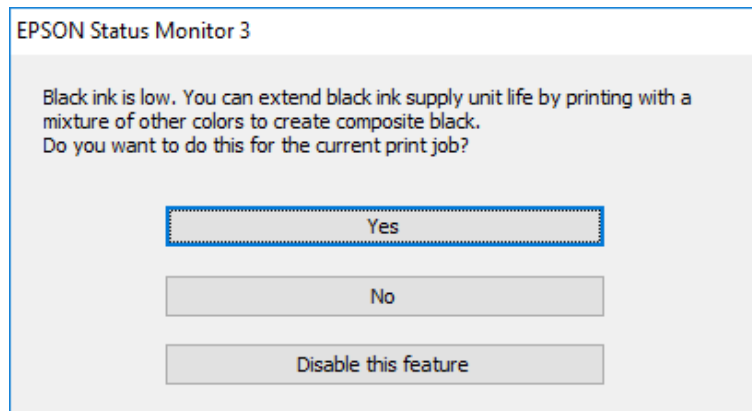 EPSON Status Monitor 3
Black ink is low. You can extend black ink supply unit life by printing with a
mixture of other colors to create composite black.
Do you want to do this for the current print job?
Yes
No
Disable this feature